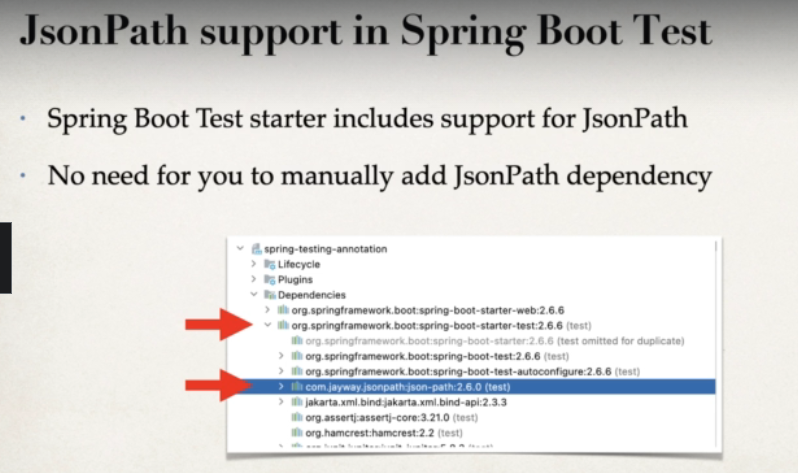 JsonPath support in Spring Boot Test
• Spring Boot Test starter includes support for JsonPath
• No need for you to manually add JsonPath dependency
spring-testing-annotation
Lifecycle
Plugins
Dependencies
org.springframework.boot:spring-boot-starter-web:2.6.6
org.springframework.boot:spring-boot-starter-test:2.6.6 (test)
org.springframework.boot:spring-boot-starter:2.6.6 (test omitted for duplicate)
org.springframework.boot:spring-boot-test:2.6.6 (test)
org.springframework.boot:spring-boot-test-autoconfigure:2.6.6 (test)
com.jayway.jsonpath:json-path:2.6.0 (test)
jakarta.xml.bind:jakarta.xml.bind-api:2.3.3
org.assertj:assertj-core:3.21.0 (test)
org.hamcrest:hamcrest:2.2 (test)